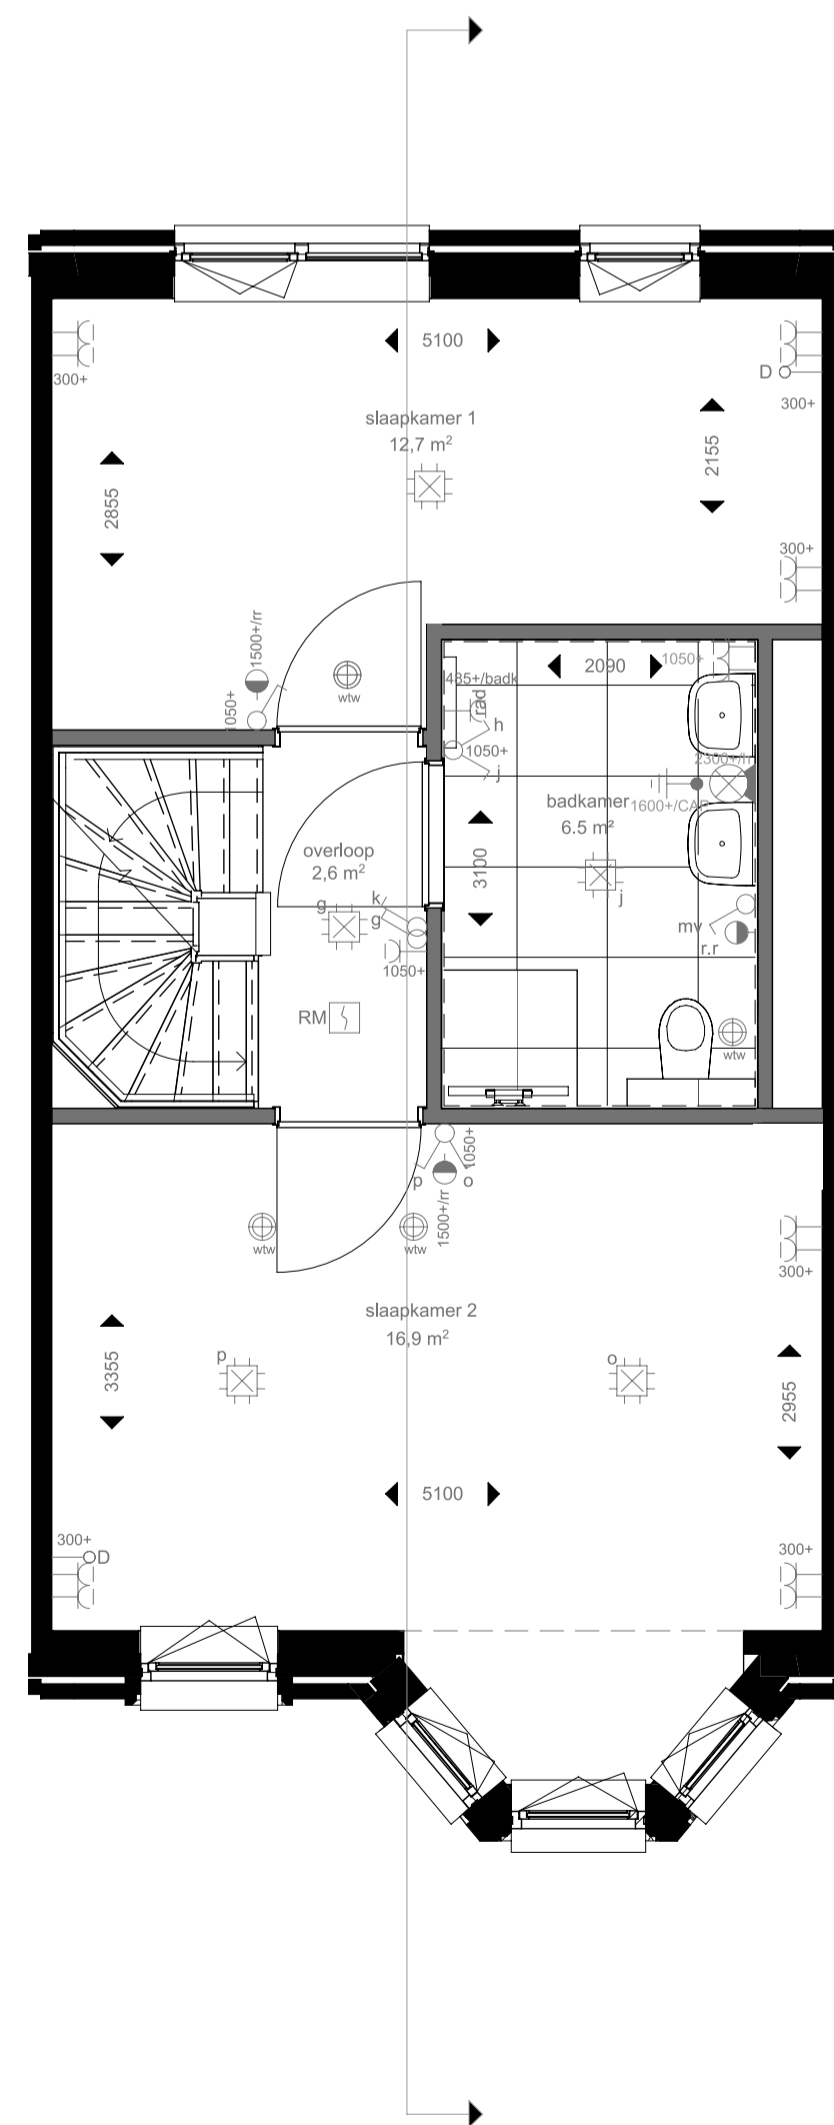 5100
300+
D
300+
slaapkamer 1
12,7 m²
2155
2855
300+
1500+/rr
1050+
wtw
2090
1050+
485+/badk
rad
h
1050+
j
2300+/h
1600+/CAP
badkamer
6.5 m²
3100
j
overloop
2,6 m²
g
k
g
1050+
mv
r.r
RM
wtw
p
o
1050+
1500+/rr
wtw
wtw
300+
slaapkamer 2
16,9 m²
p
o
3355
2955
5100
300+
D
300+